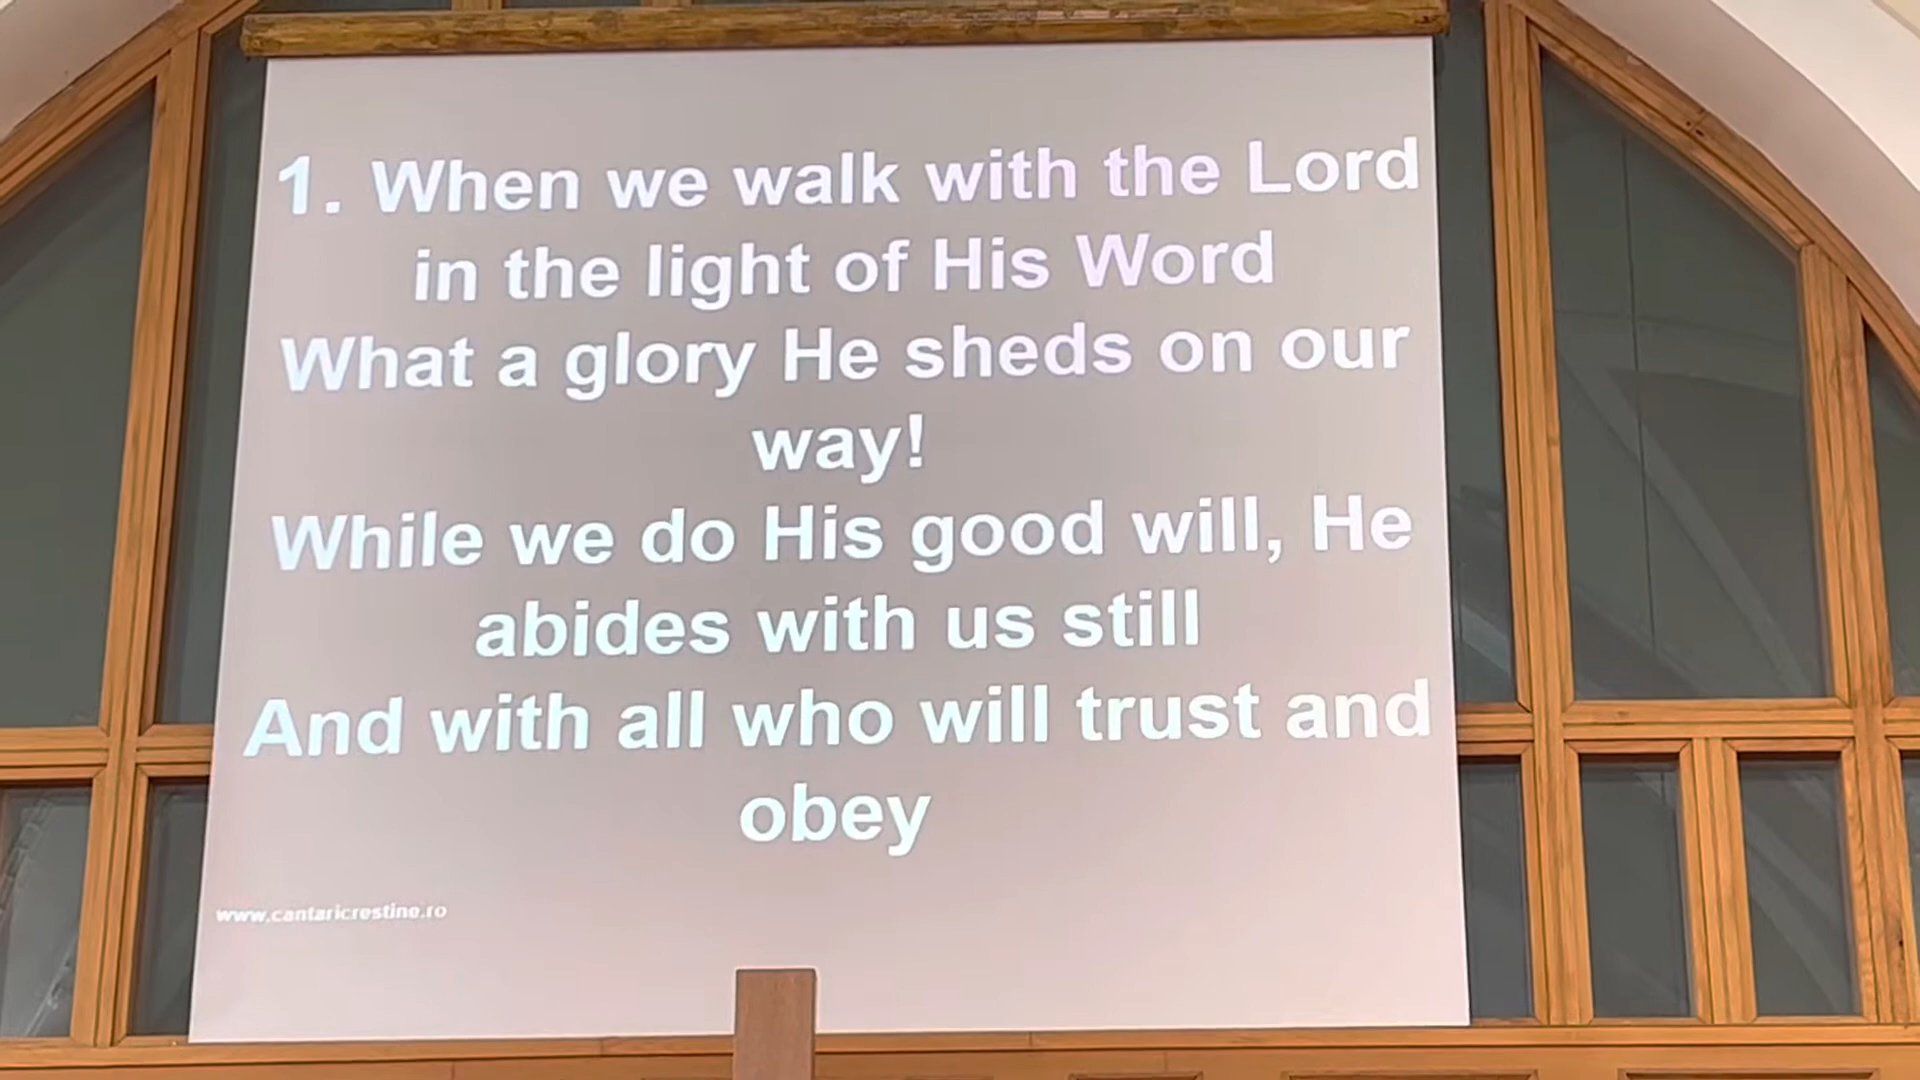 1. When we walk with the Lord
in the light of His Word
What a glory He sheds on our
way!
While we do His good will, He
abides with us still
And with all who will trust and
obey
www.cantaricrestine.ro